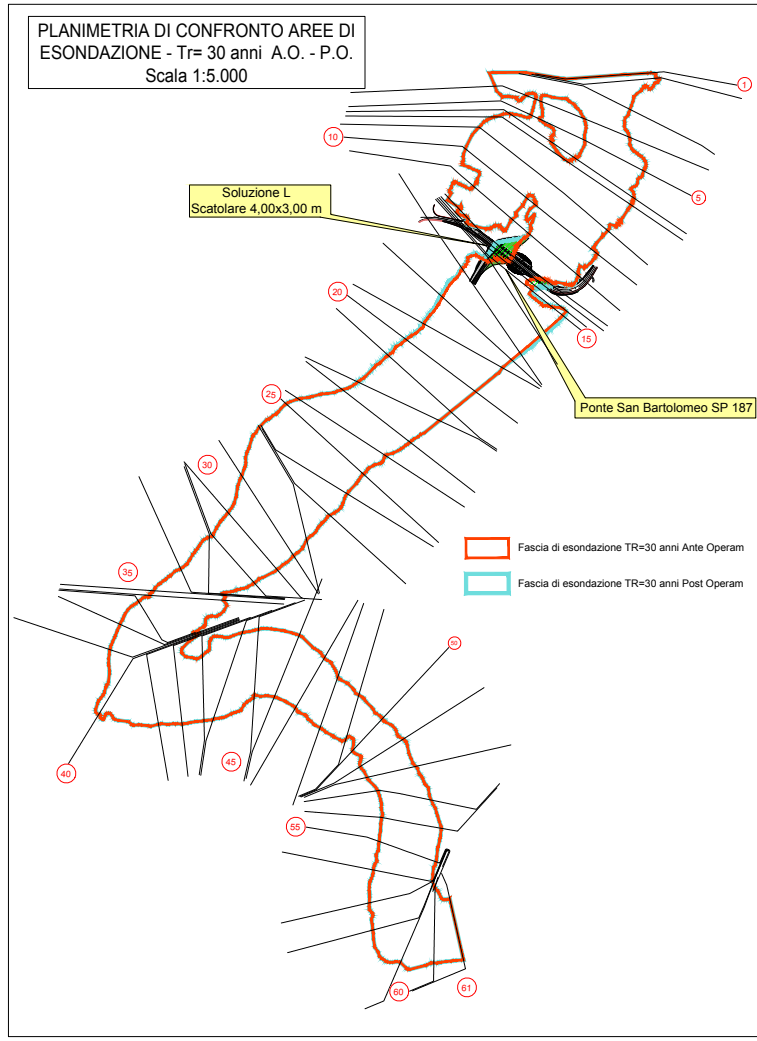 PLANIMETRIA DI CONFRONTO AREE DI
ESONDAZIONE - Tr= 30 anni A.O. - P.O.
Scala 1:5.000
1
10
5
Soluzione L
Scatolare 4,00x3,00 m
20
15
Ponte San Bartolomeo SP 187
25
30
Fascia di esondazione TR=30 anni Ante Operam
Fascia di esondazione TR=30 anni Post Operam
35
50
40
45
55
60
61